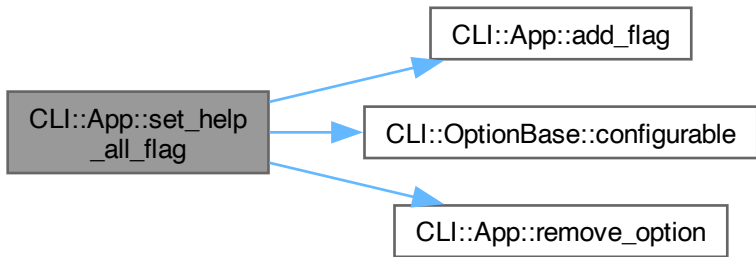 CLI::App::add_flag
CLI::App::set_help
_all_flag
CLI::OptionBase::configurable
CLI::App::remove_option